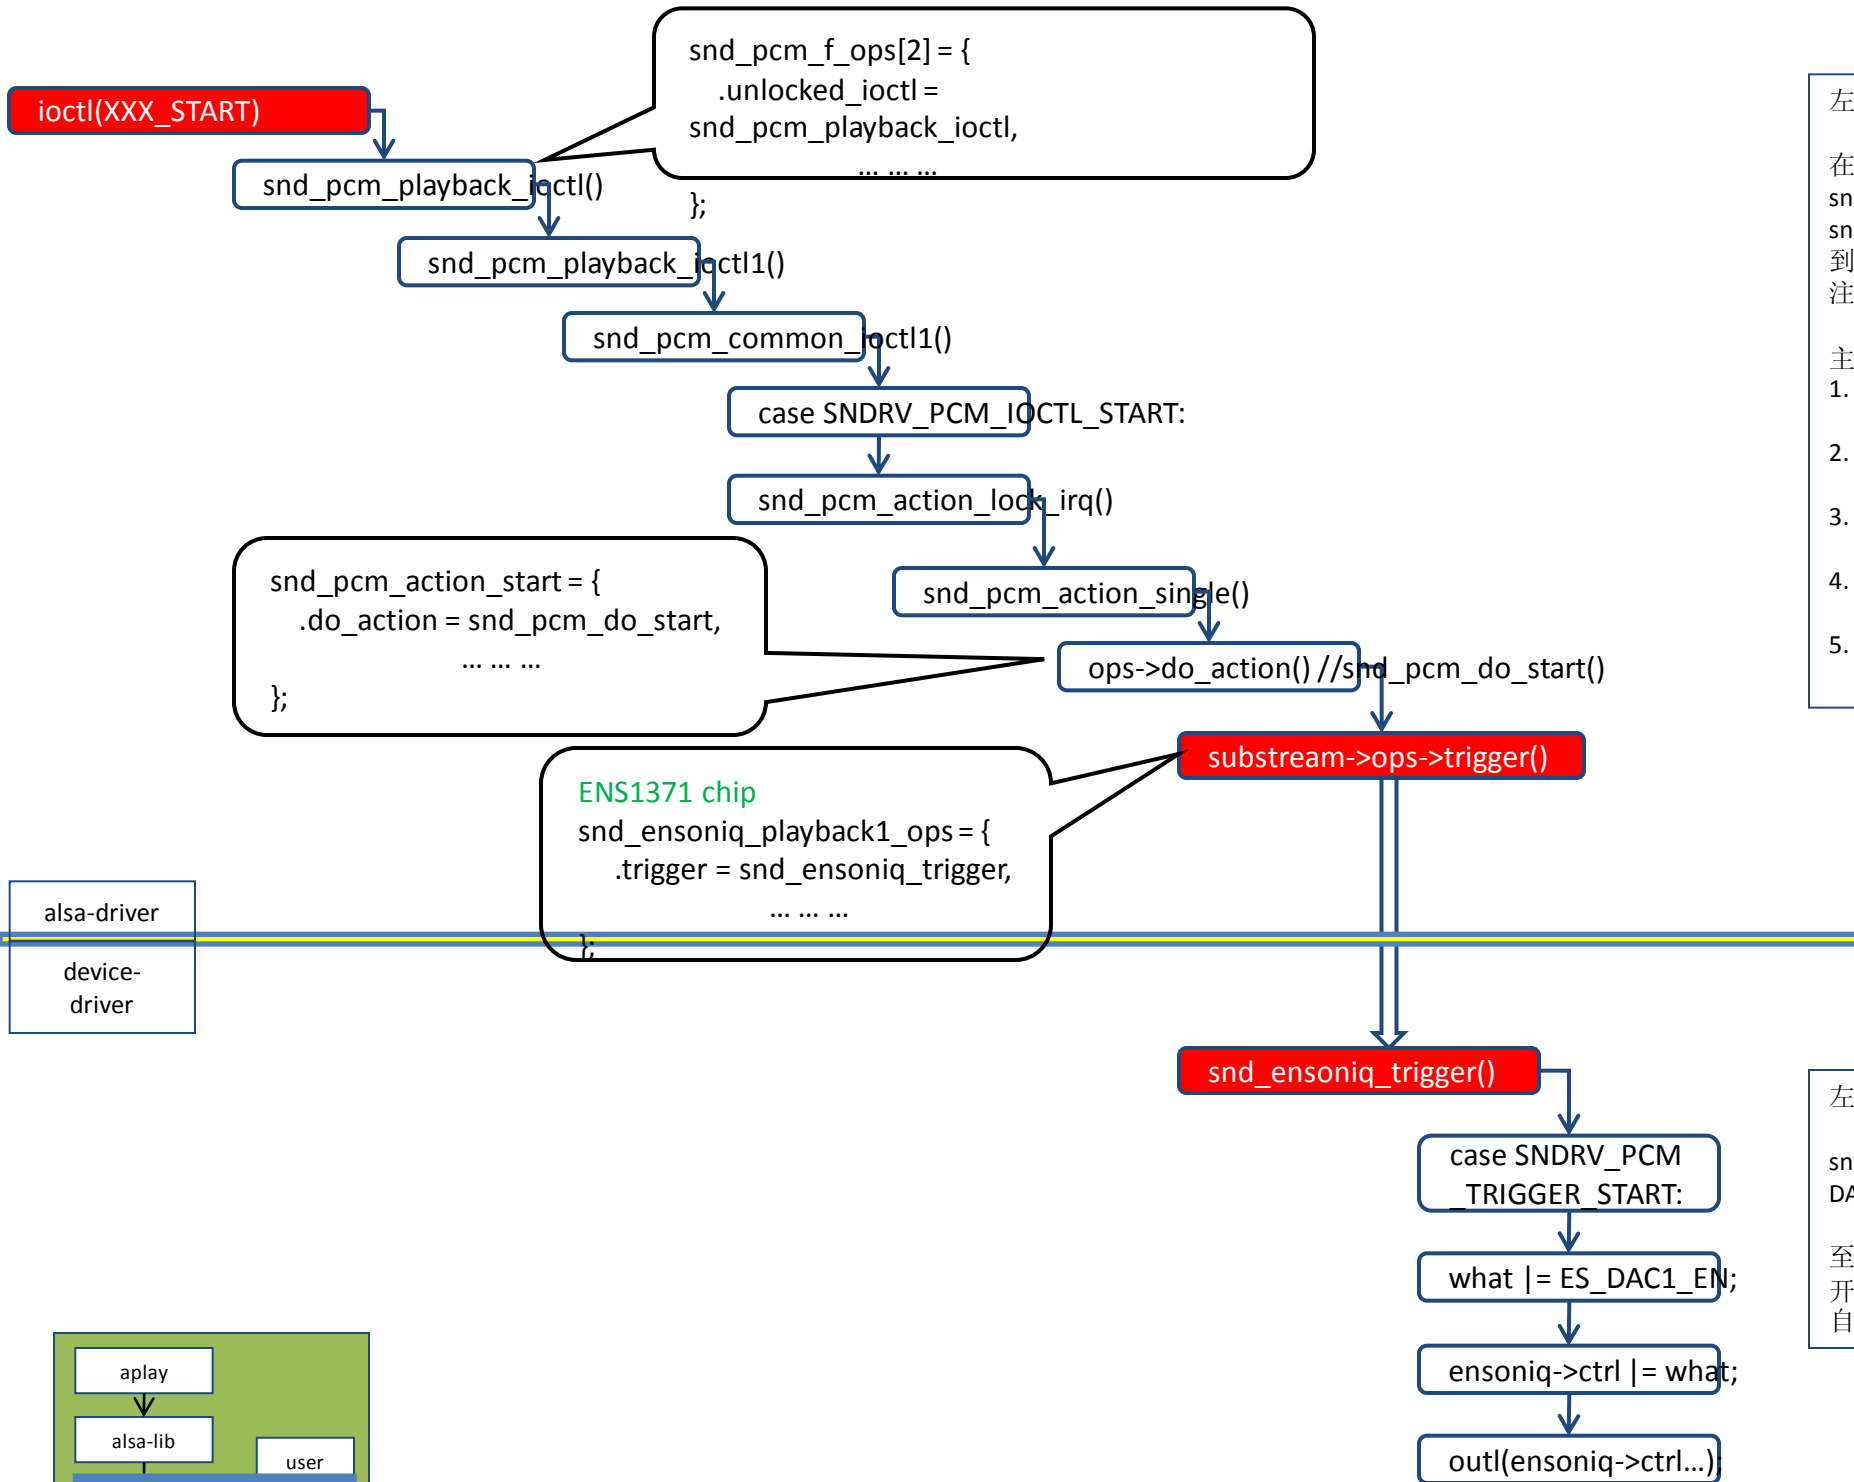 snd_pcm_f_ops[2] = {
.unlocked_ioctl =
snd_pcm_playback_ioctl,
... ... ...
};
ioctl(XXX_START)
snd_pcm_playback_ioctl()
snd_pcm_playback_ioctl1()
snd_pcm_common_ioctl1()
case SNDRV_PCM_IOCTL_START:
snd_pcm_action_lock_irq()
snd_pcm_action_single()
snd_pcm_action_start = {
.do_action = snd_pcm_do_start,
... ... ...
};
ops->do_action() //snd_pcm_do_start()
substream->ops->trigger()
ENS1371 chip
snd_ensoniq_playback1_ops = {
.trigger = snd_ensoniq_trigger,
... ... ...
};
alsa-driver
device-
driver
snd_ensoniq_trigger()
case SNDRV_PCM
_TRIGGER_START:
what |= ES_DAC1_EN;
ensoniq->ctrl |= what;
outl(ensoniq->ctrl...);
aplay
alsa-lib
user
左
在
sn
sn
到
注
主
1.
2.
3.
4.
5.
左
sn
DA
至
开
自